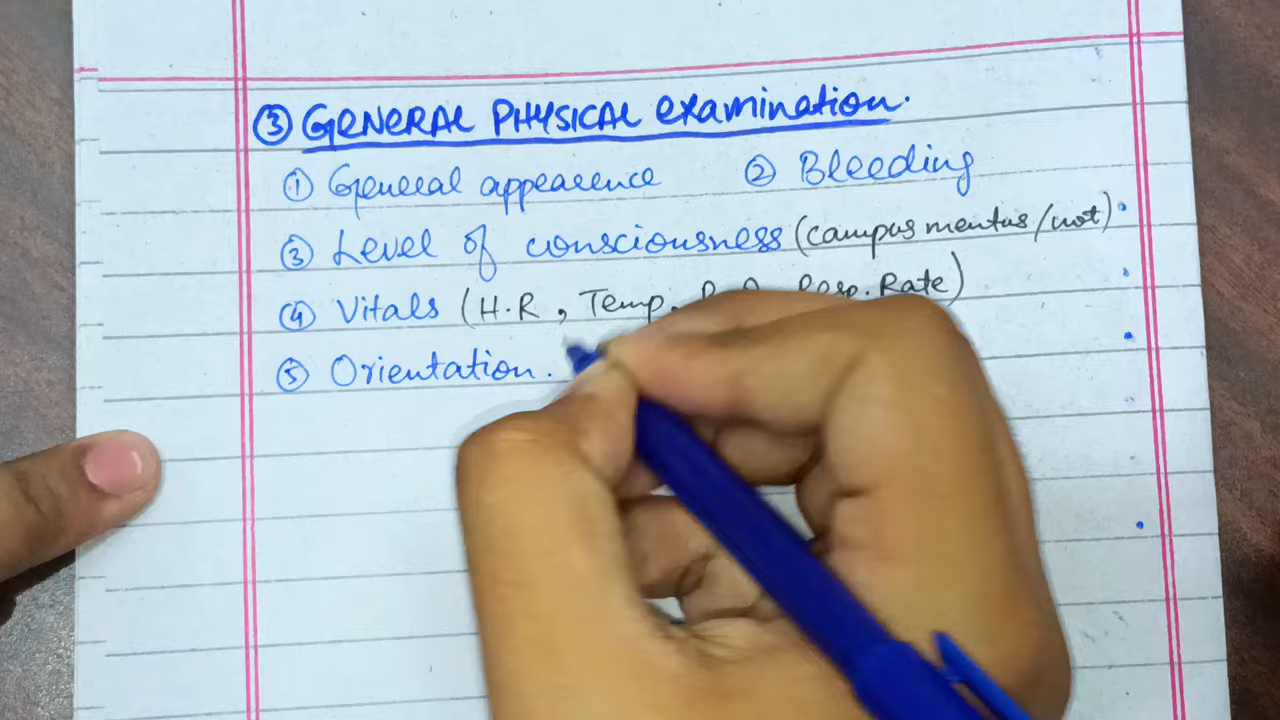 ③ GENERAL PHYSICAL examination.
① General appearence ② Bleeding
③ Level of consciousness (campus mentus/not)
④ Vitals (H.R, Temp. Resp. Rate)
⑤ Orientation.